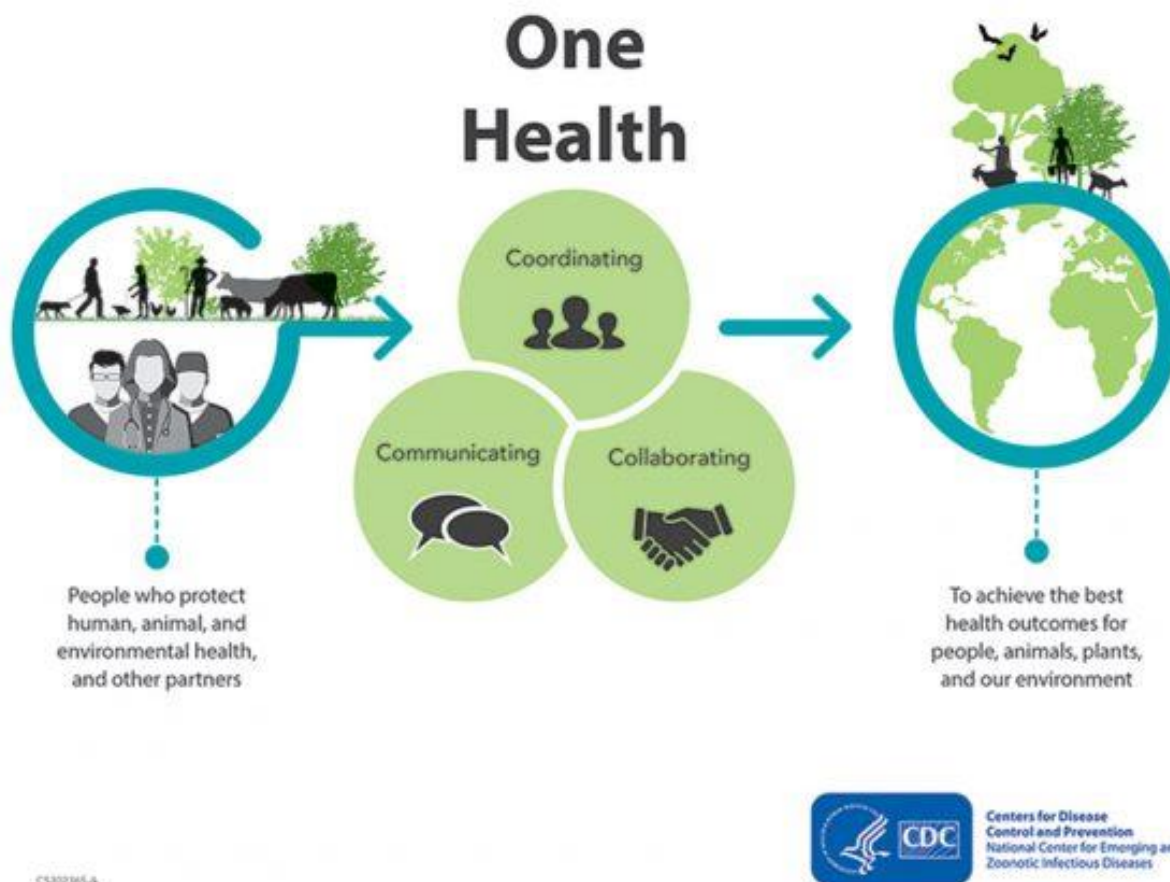 One
Health
Coordinating
Communicating
Collaborating
People who protect
human, animal, and
environmental health,
and other partners
To achieve the best
health outcomes for
people, animals, plants,
and our environment
CDC
Centers for Disease
Control and Prevention
National Center for Emerging a
Zoonotic Infectious Diseases